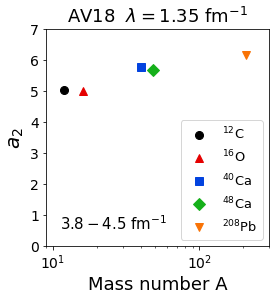 AV18 λ = 1.35 fm⁻¹
7
6
5
4
3
2
1
0
a₂
¹²C
¹⁶O
⁴⁰Ca
⁴⁸Ca
²⁰⁸Pb
3.8 − 4.5 fm⁻¹
10¹
10²
Mass number A